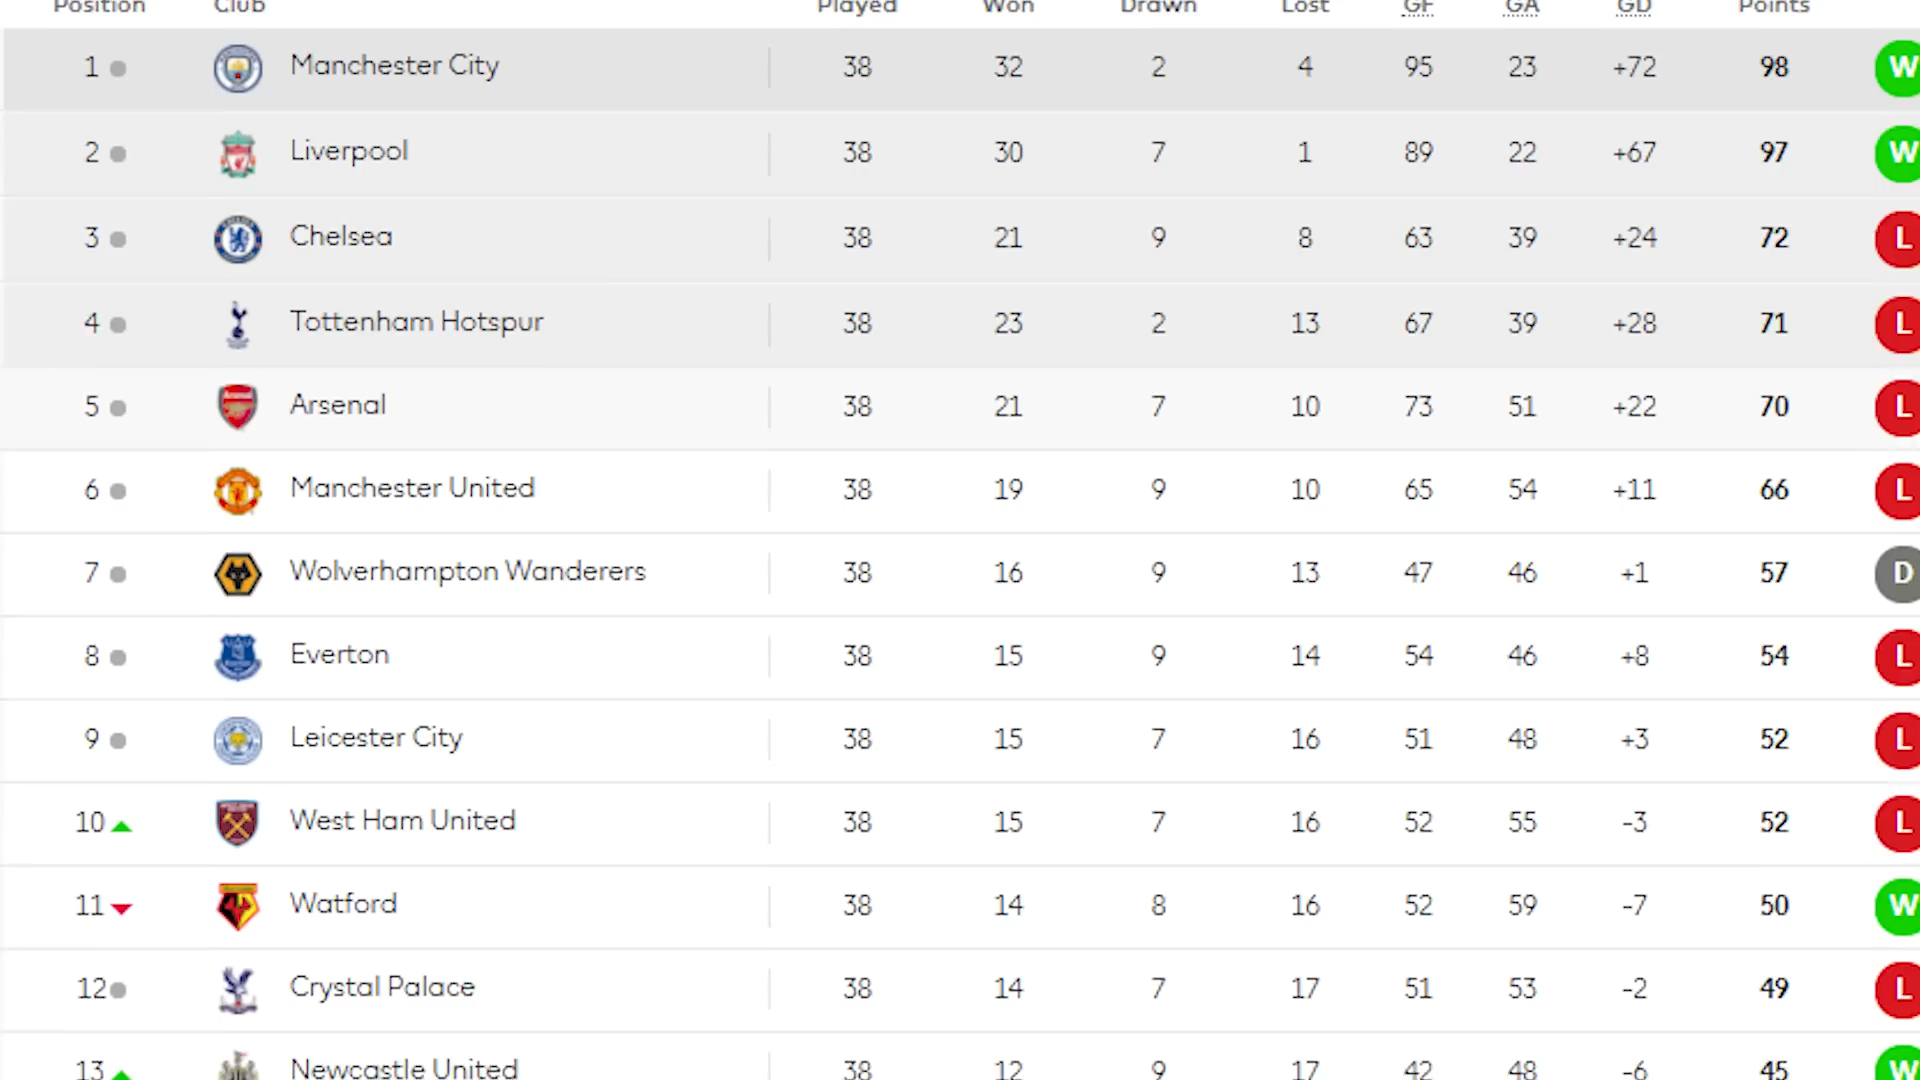 Position Club Played Won Drawn Lost GF GA GD Points
1 Manchester City 38 32 2 4 95 23 +72 98 W
2 Liverpool 38 30 7 1 89 22 +67 97 W
3 Chelsea 38 21 9 8 63 39 +24 72 L
4 Tottenham Hotspur 38 23 2 13 67 39 +28 71 L
5 Arsenal 38 21 7 10 73 51 +22 70 L
6 Manchester United 38 19 9 10 65 54 +11 66 L
7 Wolverhampton Wanderers 38 16 9 13 47 46 +1 57 D
8 Everton 38 15 9 14 54 46 +8 54 L
9 Leicester City 38 15 7 16 51 48 +3 52 L
10 West Ham United 38 15 7 16 52 55 -3 52 L
11 Watford 38 14 8 16 52 59 -7 50 W
12 Crystal Palace 38 14 7 17 51 53 -2 49 L
13 Newcastle United 38 12 9 17 42 48 -6 45 W